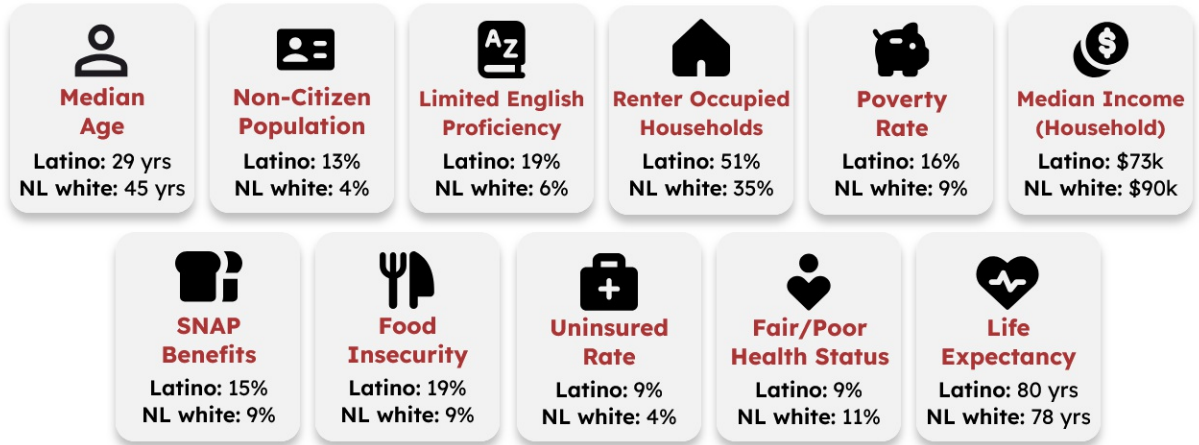 A Z
$
Median
Age
Latino: 29 yrs
NL white: 45 yrs
Non-Citizen
Population
Latino: 13%
NL white: 4%
Limited English
Proficiency
Latino: 19%
NL white: 6%
Renter Occupied
Households
Latino: 51%
NL white: 35%
Poverty
Rate
Latino: 16%
NL white: 9%
Median Income
(Household)
Latino: $73k
NL white: $90k
SNAP
Benefits
Latino: 15%
NL white: 9%
Food
Insecurity
Latino: 19%
NL white: 9%
Uninsured
Rate
Latino: 9%
NL white: 4%
Fair/Poor
Health Status
Latino: 9%
NL white: 11%
Life
Expectancy
Latino: 80 yrs
NL white: 78 yrs